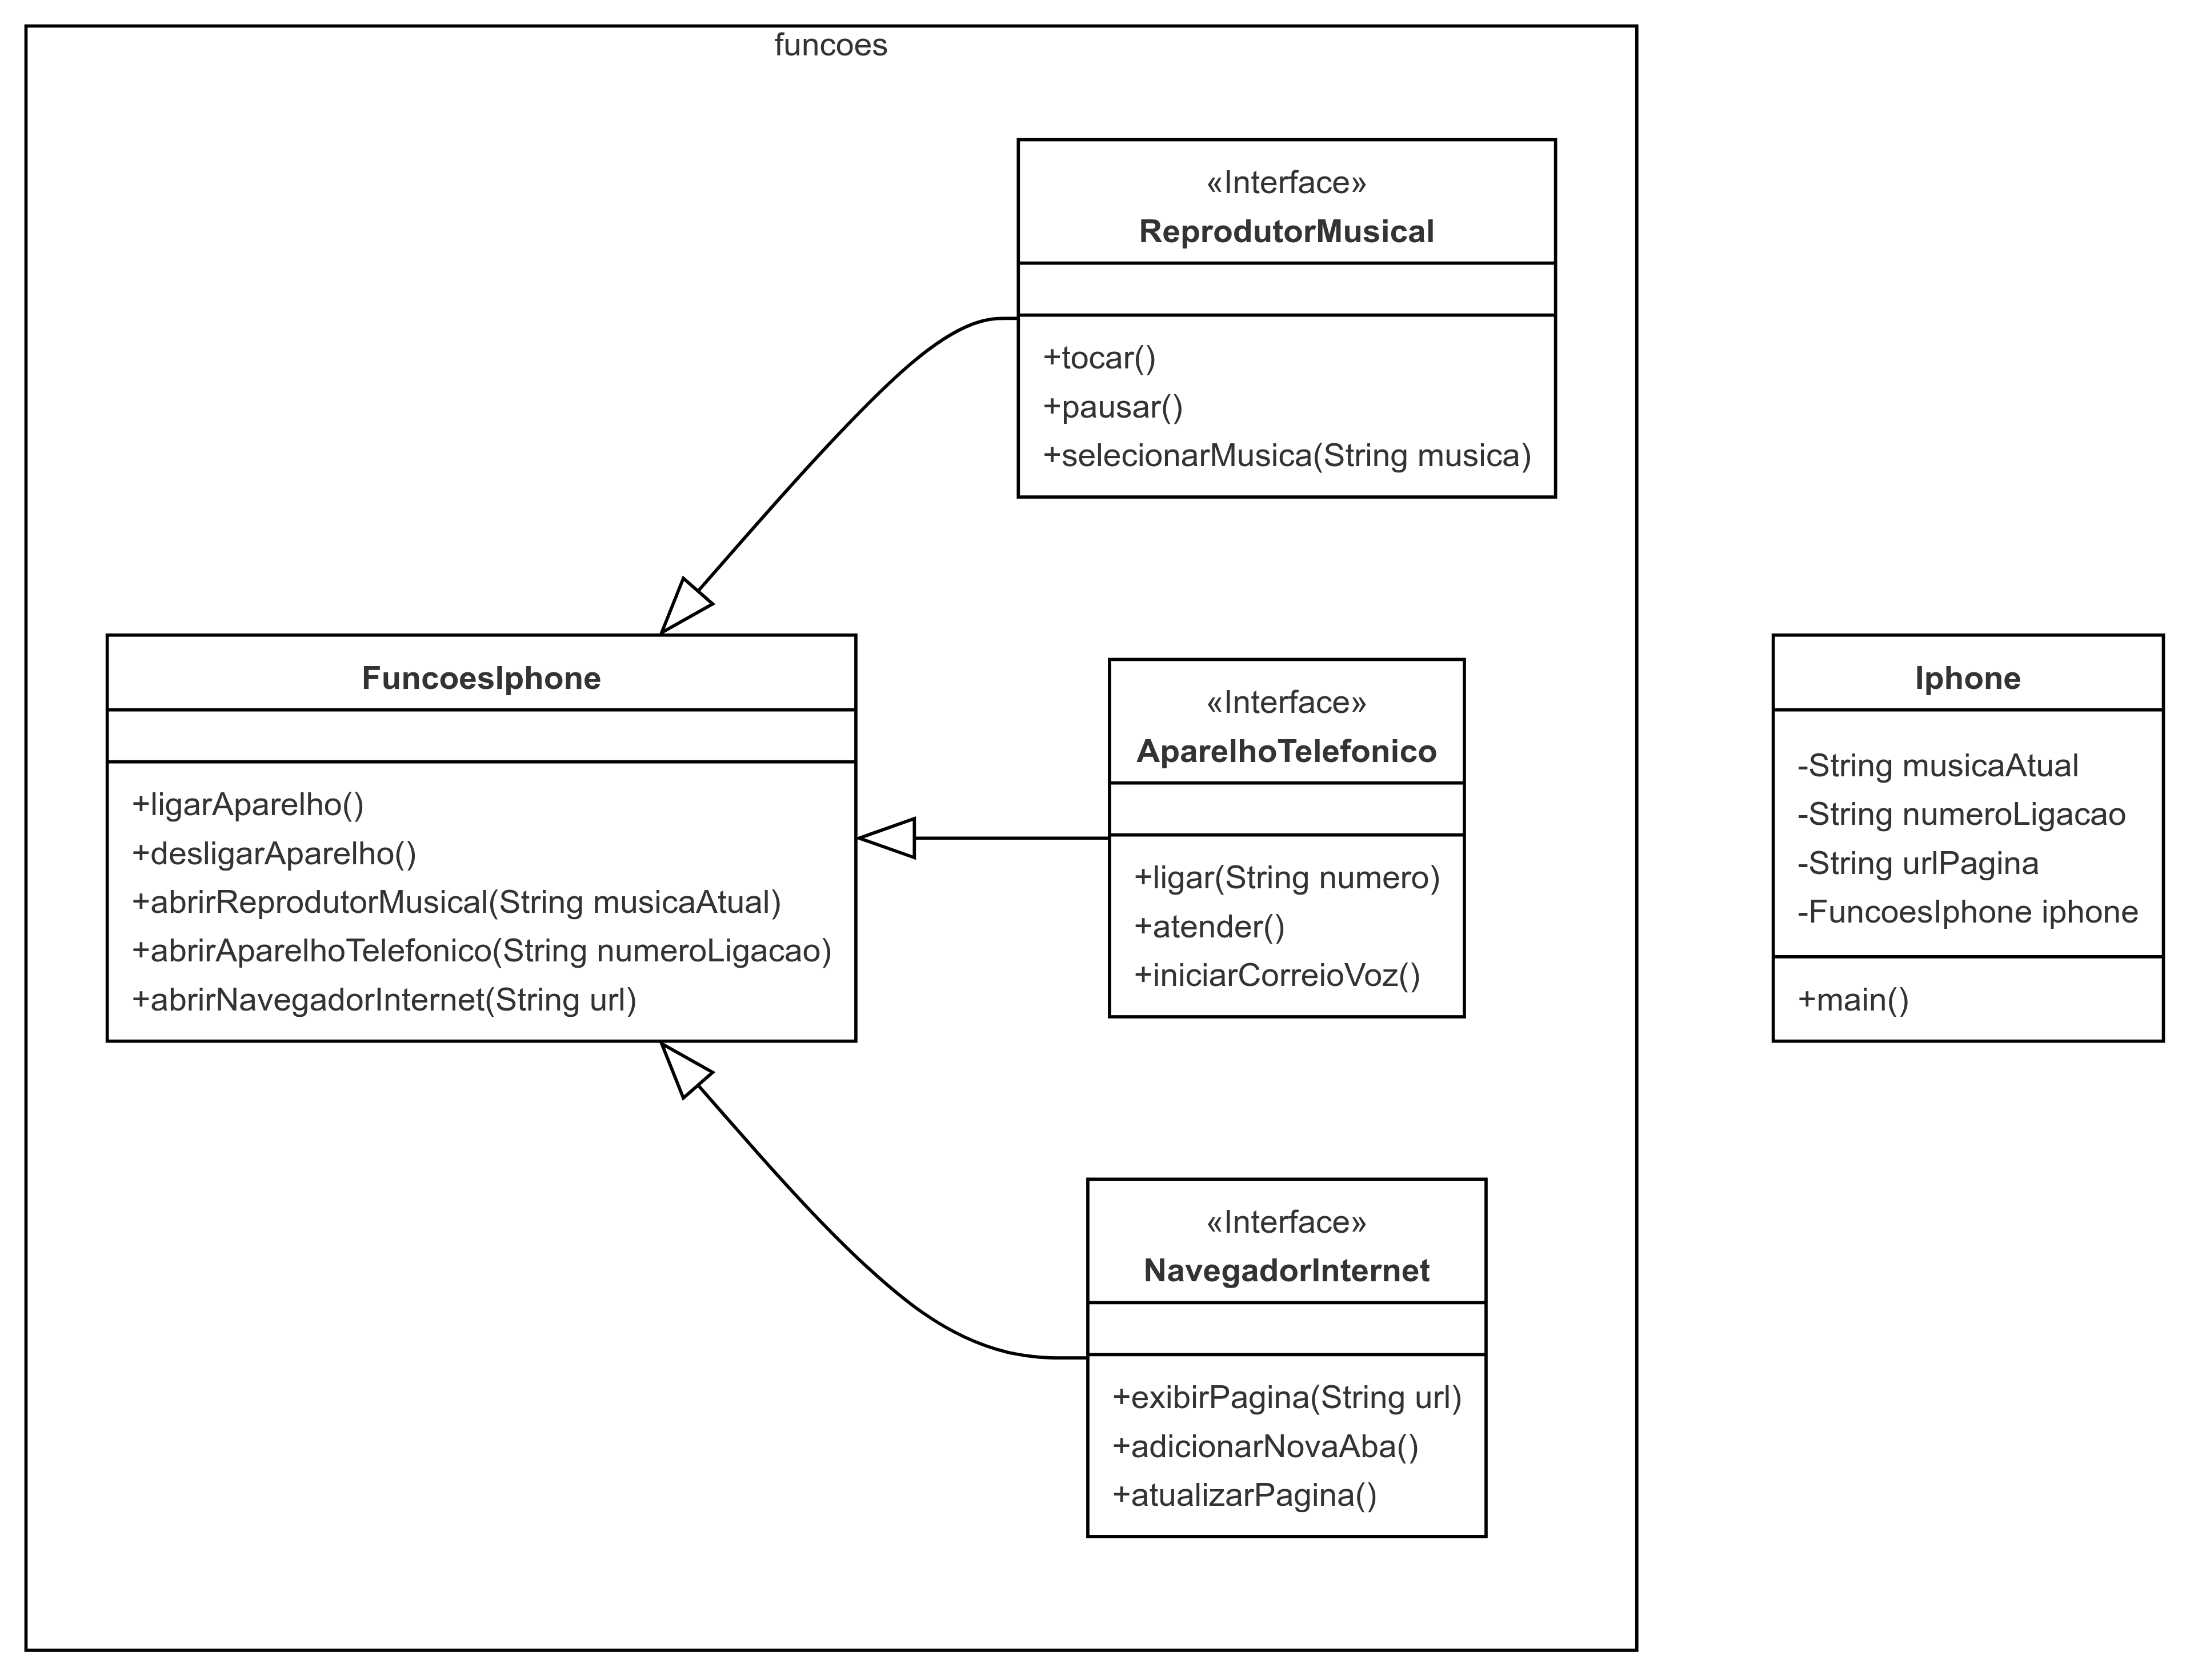 funcoes
«Interface»
ReprodutorMusical
+tocar()
+pausar()
+selecionarMusica(String musica)
FuncoesIphone
+ligarAparelho()
+desligarAparelho()
+abrirReprodutorMusical(String musicaAtual)
+abrirAparelhoTelefonico(String numeroLigacao)
+abrirNavegadorInternet(String url)
«Interface»
AparelhoTelefonico
+ligar(String numero)
+atender()
+iniciarCorreioVoz()
Iphone
-String musicaAtual
-String numeroLigacao
-String urlPagina
-FuncoesIphone iphone
+main()
«Interface»
NavegadorInternet
+exibirPagina(String url)
+adicionarNovaAba()
+atualizarPagina()